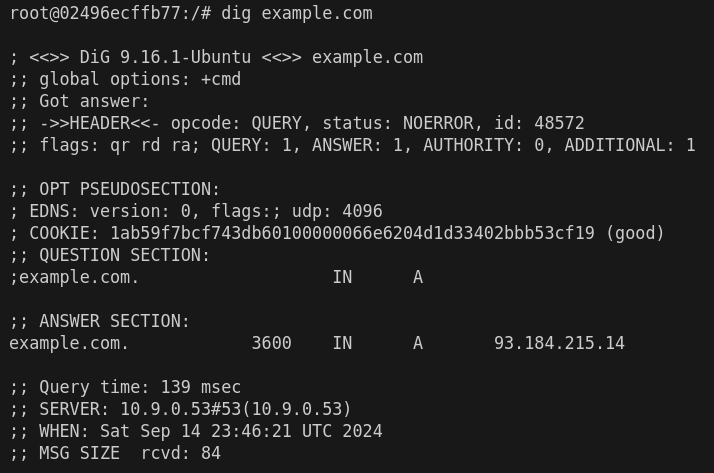 root@02496ecffb77:/# dig example.com

; <<>> DiG 9.16.1-Ubuntu <<>> example.com
;; global options: +cmd
;; Got answer:
;; ->>HEADER<<- opcode: QUERY, status: NOERROR, id: 48572
;; flags: qr rd ra; QUERY: 1, ANSWER: 1, AUTHORITY: 0, ADDITIONAL: 1

;; OPT PSEUDOSECTION:
; EDNS: version: 0, flags:; udp: 4096
; COOKIE: 1ab59f7bcf743db60100000066e6204d1d33402bbb53cf19 (good)
;; QUESTION SECTION:
;example.com.                   IN      A

;; ANSWER SECTION:
example.com.            3600    IN      A       93.184.215.14

;; Query time: 139 msec
;; SERVER: 10.9.0.53#53(10.9.0.53)
;; WHEN: Sat Sep 14 23:46:21 UTC 2024
;; MSG SIZE  rcvd: 84